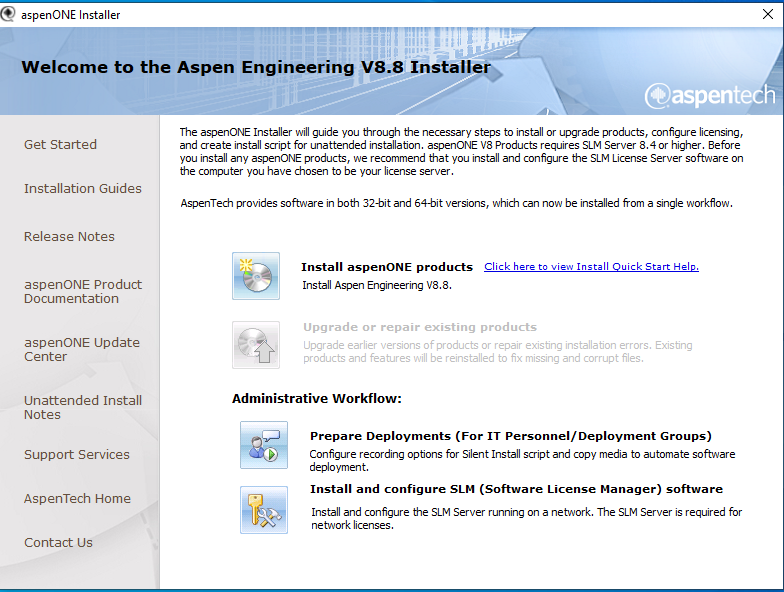 aspenONE Installer
Welcome to the Aspen Engineering V8.8 Installer
aspentech
Get Started
Installation Guides
Release Notes
aspenONE Product
Documentation
aspenONE Update
Center
Unattended Install
Notes
Support Services
AspenTech Home
Contact Us
The aspenONE Installer will guide you through the necessary steps to install or upgrade products, configure licensing,
and create install script for unattended installation. aspenONE V8 Products requires SLM Server 8.4 or higher. Before
you install any aspenONE products, we recommend that you install and configure the SLM License Server software on
the computer you have chosen to be your license server.
AspenTech provides software in both 32-bit and 64-bit versions, which can now be installed from a single workflow.
Install aspenONE products Click here to view Install Quick Start Help.
Install Aspen Engineering V8.8.
Upgrade or repair existing products
Upgrade earlier versions of products or repair existing installation errors. Existing
products and features will be reinstalled to fix missing and corrupt files.
Administrative Workflow:
Prepare Deployments (For IT Personnel/Deployment Groups)
Configure recording options for Silent Install script and copy media to automate software
deployment.
Install and configure SLM (Software License Manager) software
Install and configure the SLM Server running on a network. The SLM Server is required for
network licenses.